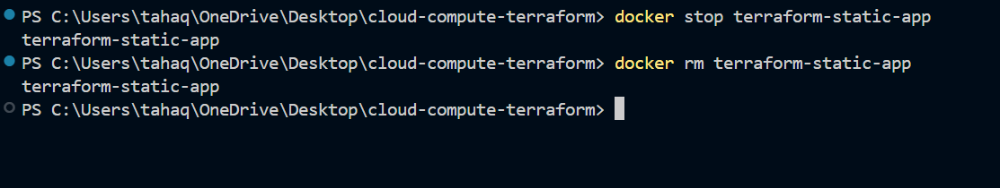 PS C:\Users\tahaq\OneDrive\Desktop\cloud-compute-terraform> docker stop terraform-static-app
terraform-static-app
PS C:\Users\tahaq\OneDrive\Desktop\cloud-compute-terraform> docker rm terraform-static-app
terraform-static-app
PS C:\Users\tahaq\OneDrive\Desktop\cloud-compute-terraform>